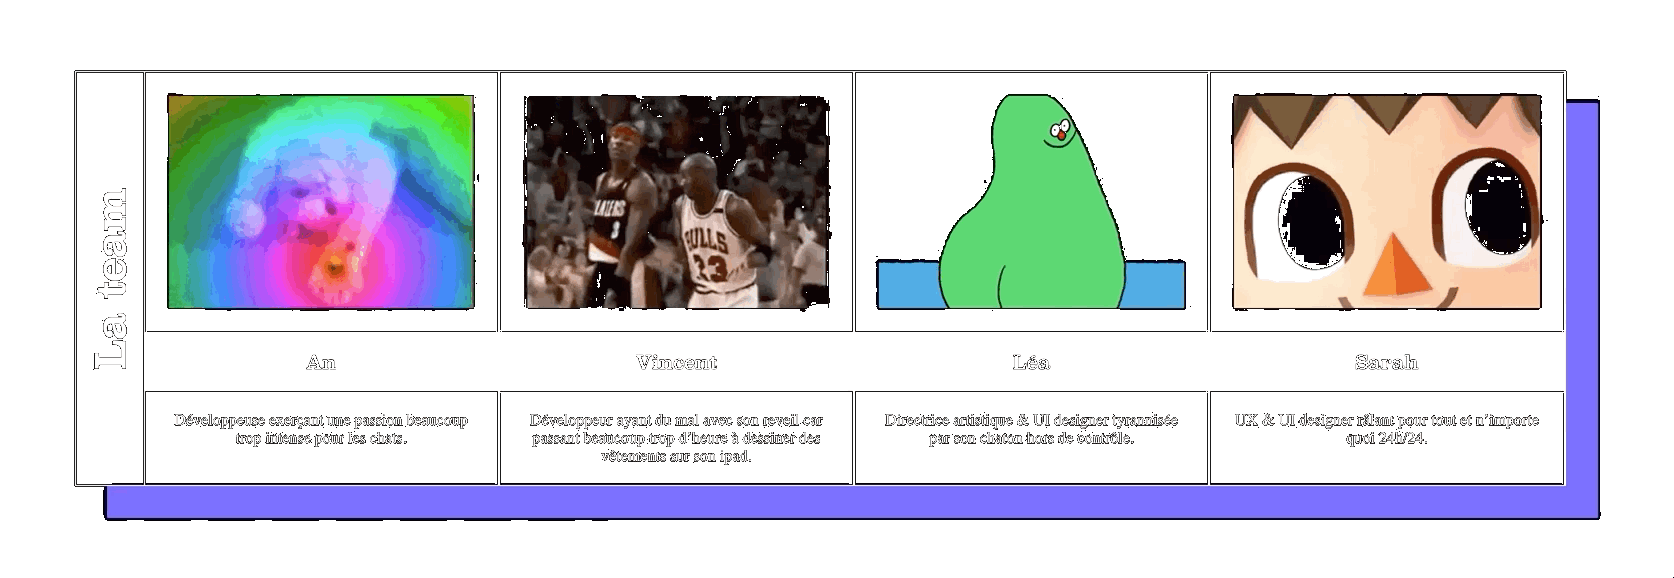 La team
BLAZERS
3
BULLS
23
An
Vincent
Léa
Sarah
Développeuse exerçant une passion beaucoup
trop intense pour les chats.
Développeur ayant du mal avec son reveil car
passant beaucoup trop d'heure à dessiner des
vêtements sur son ipad.
Directrice artistique & UI designer tyrannisée
par son chaton hors de contrôle.
UX & UI designer râlant pour tout et n'importe
quoi 24h/24.